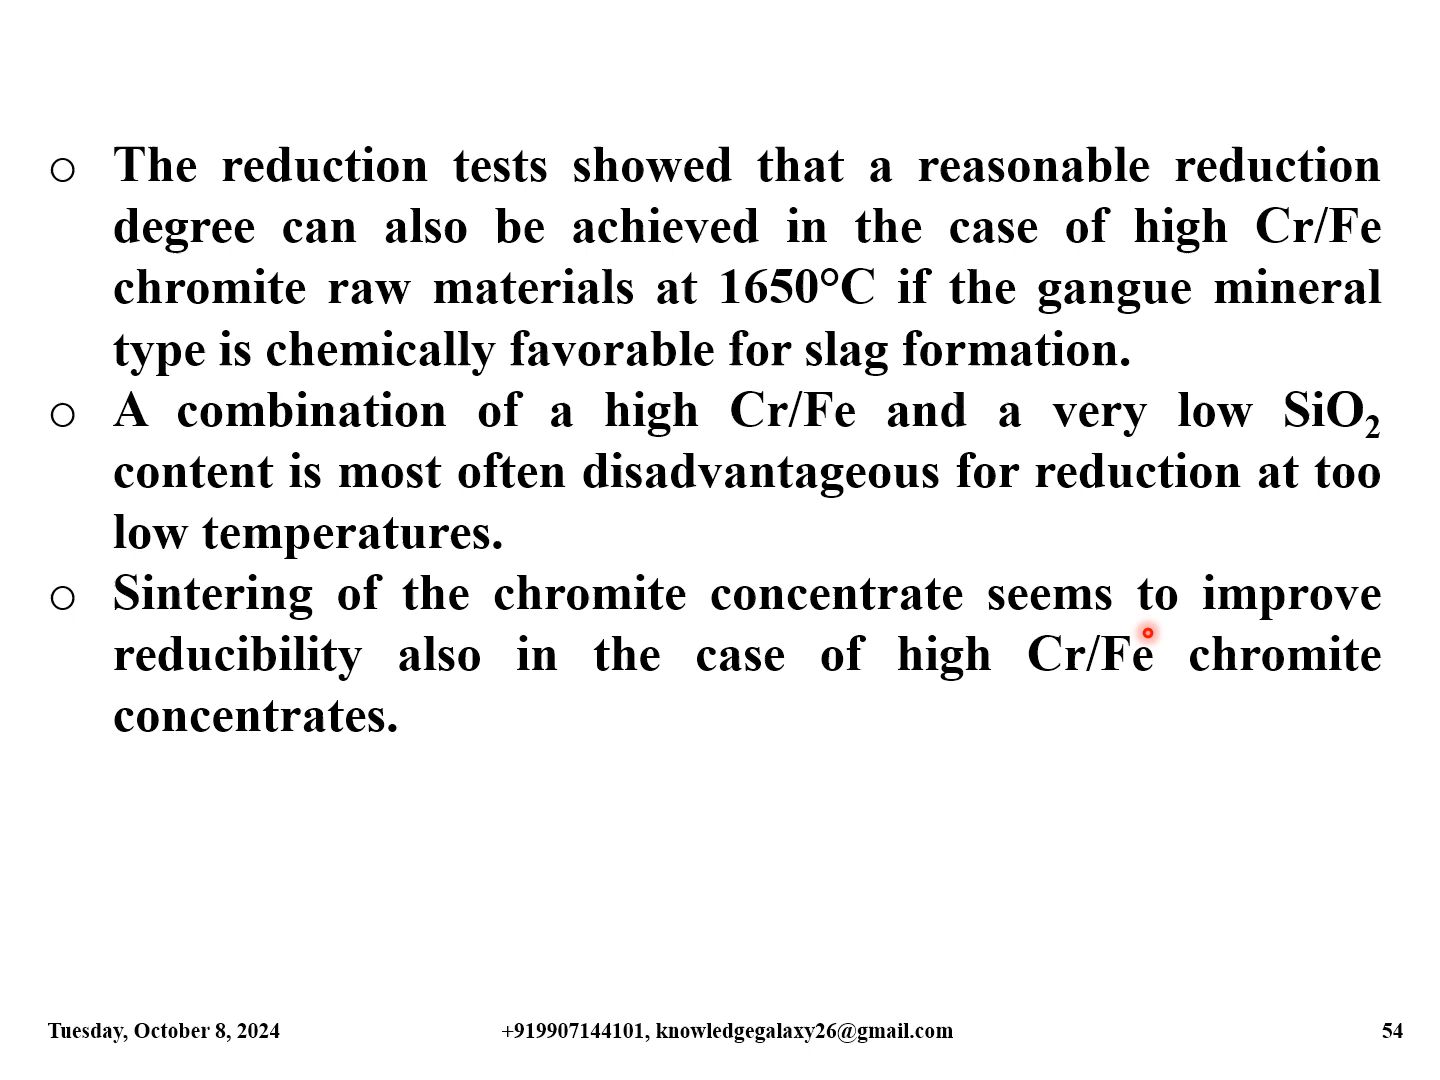 ○ The reduction tests showed that a reasonable reduction
degree can also be achieved in the case of high Cr/Fe
chromite raw materials at 1650°C if the gangue mineral
type is chemically favorable for slag formation.
○ A combination of a high Cr/Fe and a very low SiO₂
content is most often disadvantageous for reduction at too
low temperatures.
○ Sintering of the chromite concentrate seems to improve
reducibility also in the case of high Cr/Fe chromite
concentrates.
Tuesday, October 8, 2024
+919907144101, knowledgegalaxy26@gmail.com
54